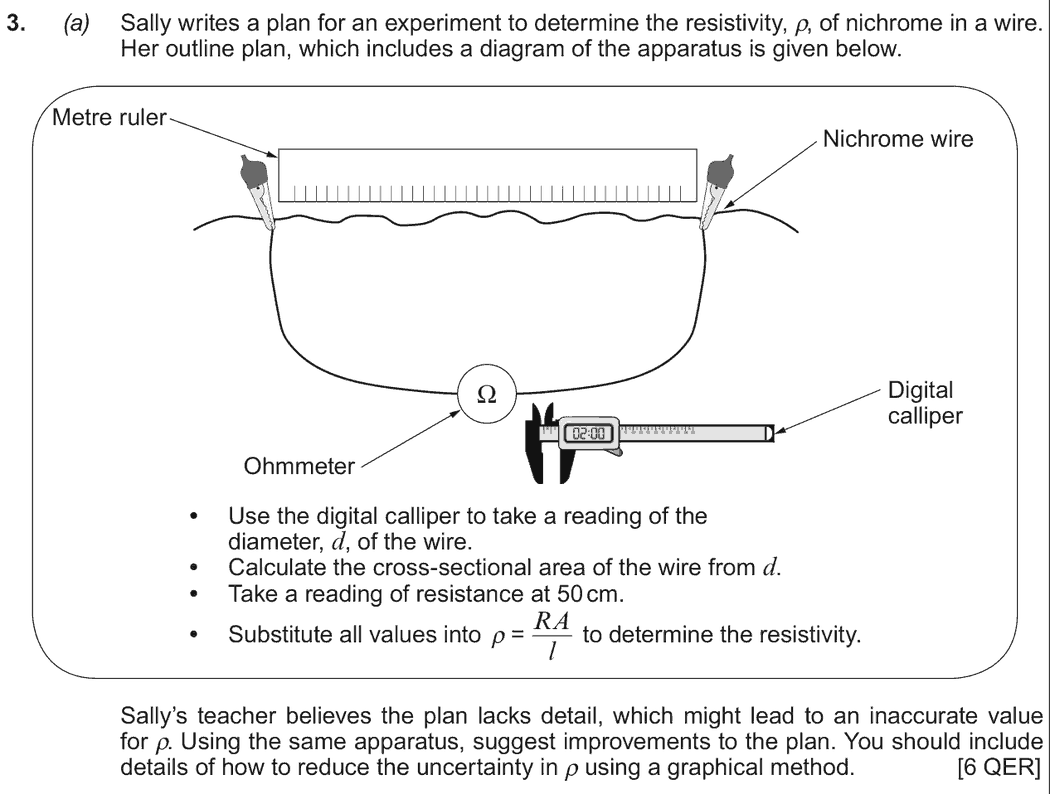 3. (a) Sally writes a plan for an experiment to determine the resistivity, ρ, of nichrome in a wire.
Her outline plan, which includes a diagram of the apparatus is given below.
Metre ruler
Nichrome wire
Ω
Digital
calliper
02:00
Ohmmeter
• Use the digital calliper to take a reading of the
diameter, d, of the wire.
• Calculate the cross-sectional area of the wire from d.
• Take a reading of resistance at 50 cm.
• Substitute all values into ρ = RA/l to determine the resistivity.
Sally's teacher believes the plan lacks detail, which might lead to an inaccurate value
for ρ. Using the same apparatus, suggest improvements to the plan. You should include
details of how to reduce the uncertainty in ρ using a graphical method. [6 QER]